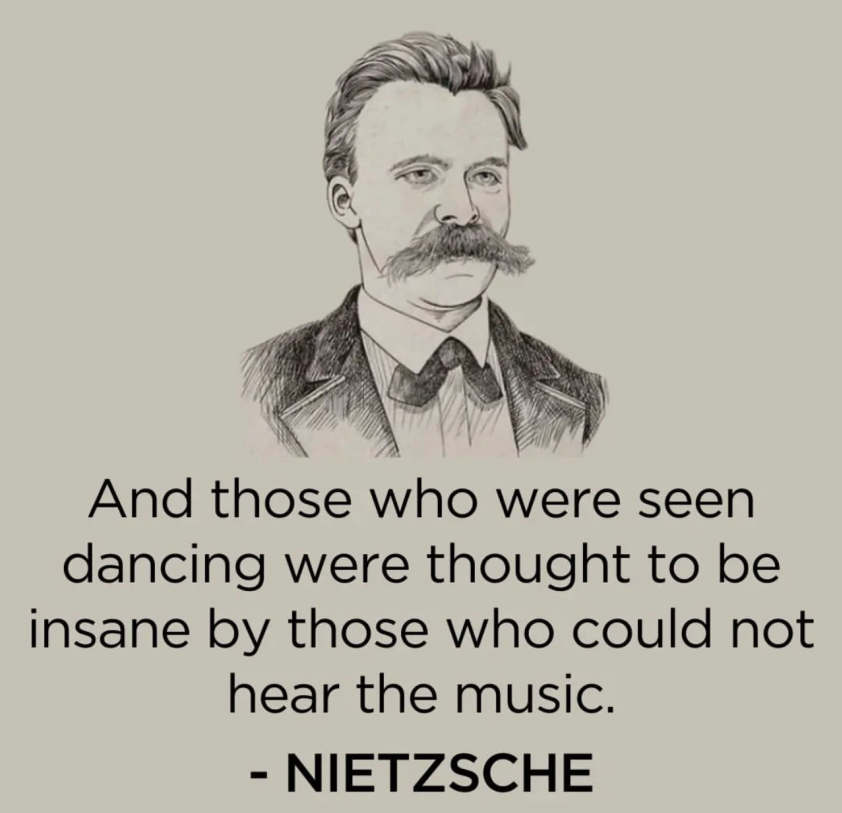 And those who were seen
dancing were thought to be
insane by those who could not
hear the music.
- NIETZSCHE